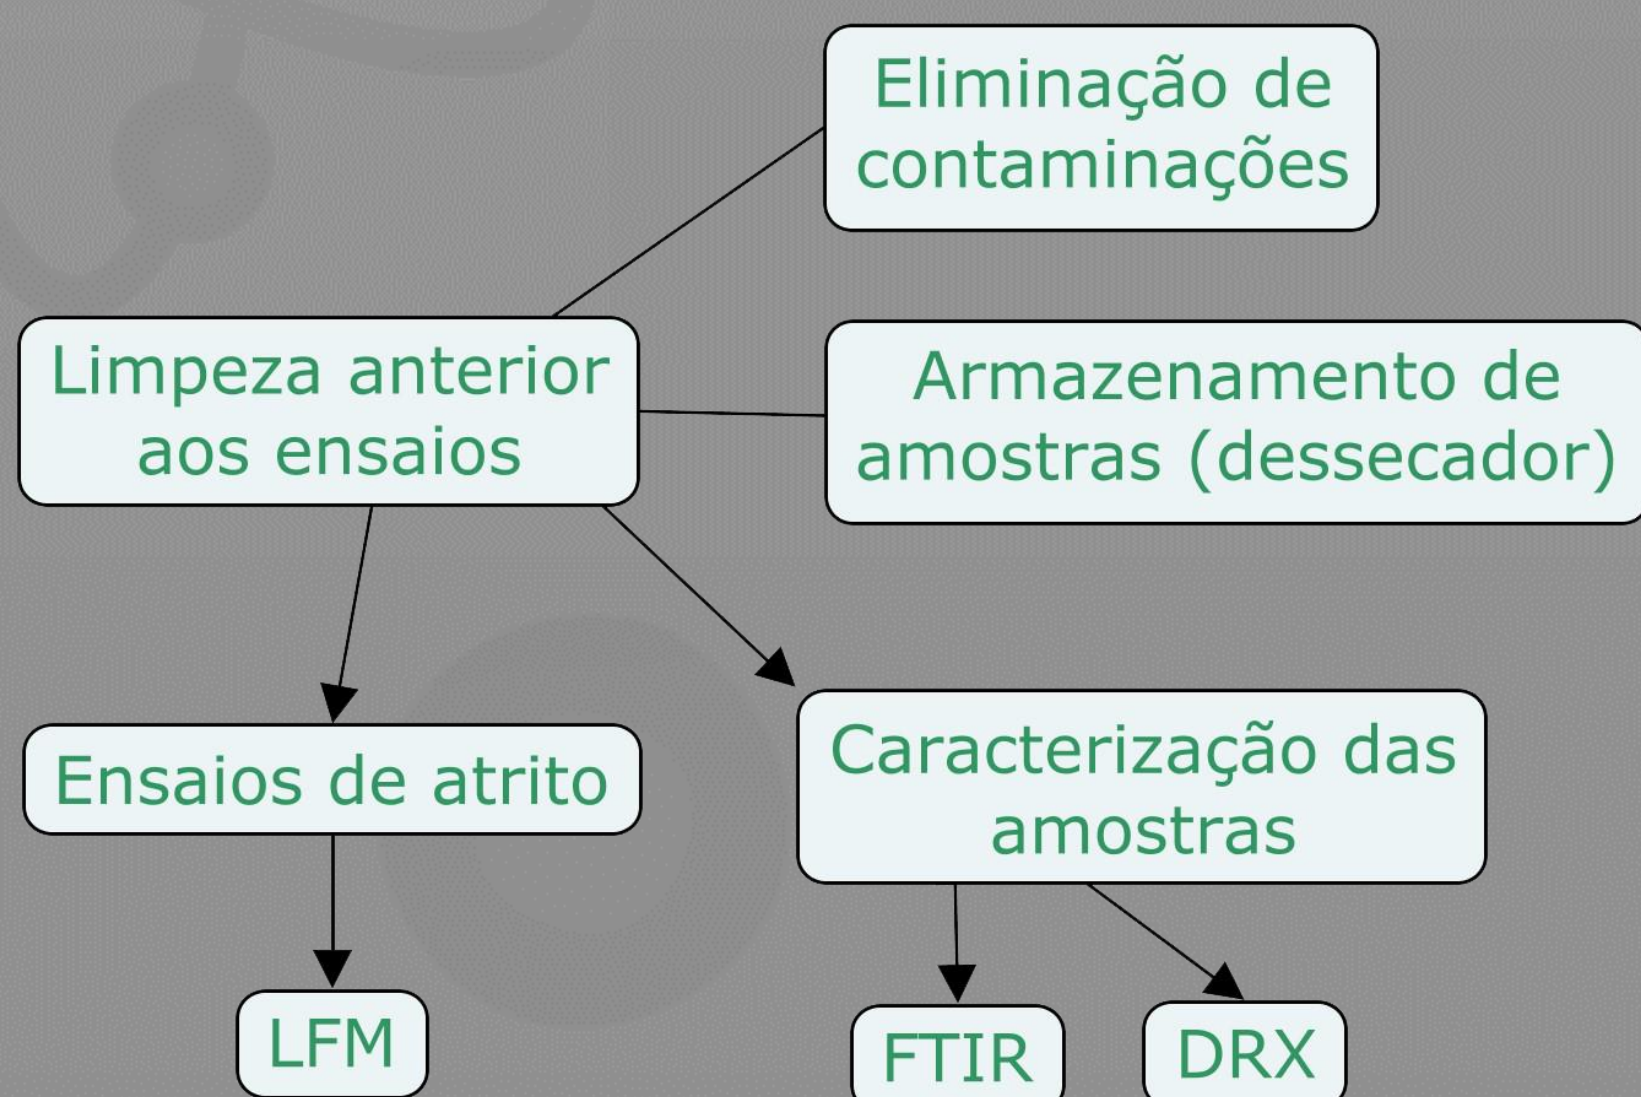 Eliminação de
contaminações
Limpeza anterior
aos ensaios
Armazenamento de
amostras (dessecador)
Ensaios de atrito
Caracterização das
amostras
LFM
FTIR
DRX